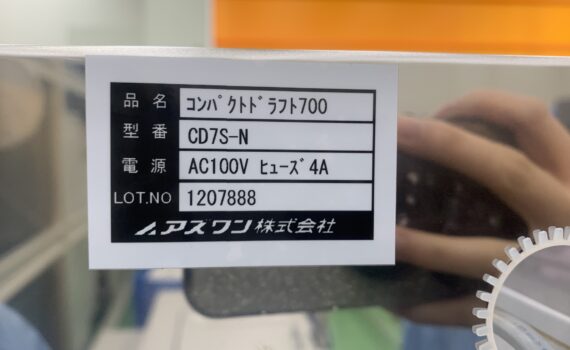 品名 コンパクトドラフト700
型番 CD7S-N
電源 AC100V ヒューズ4A
LOT.NO 1207888
アズワン株式会社